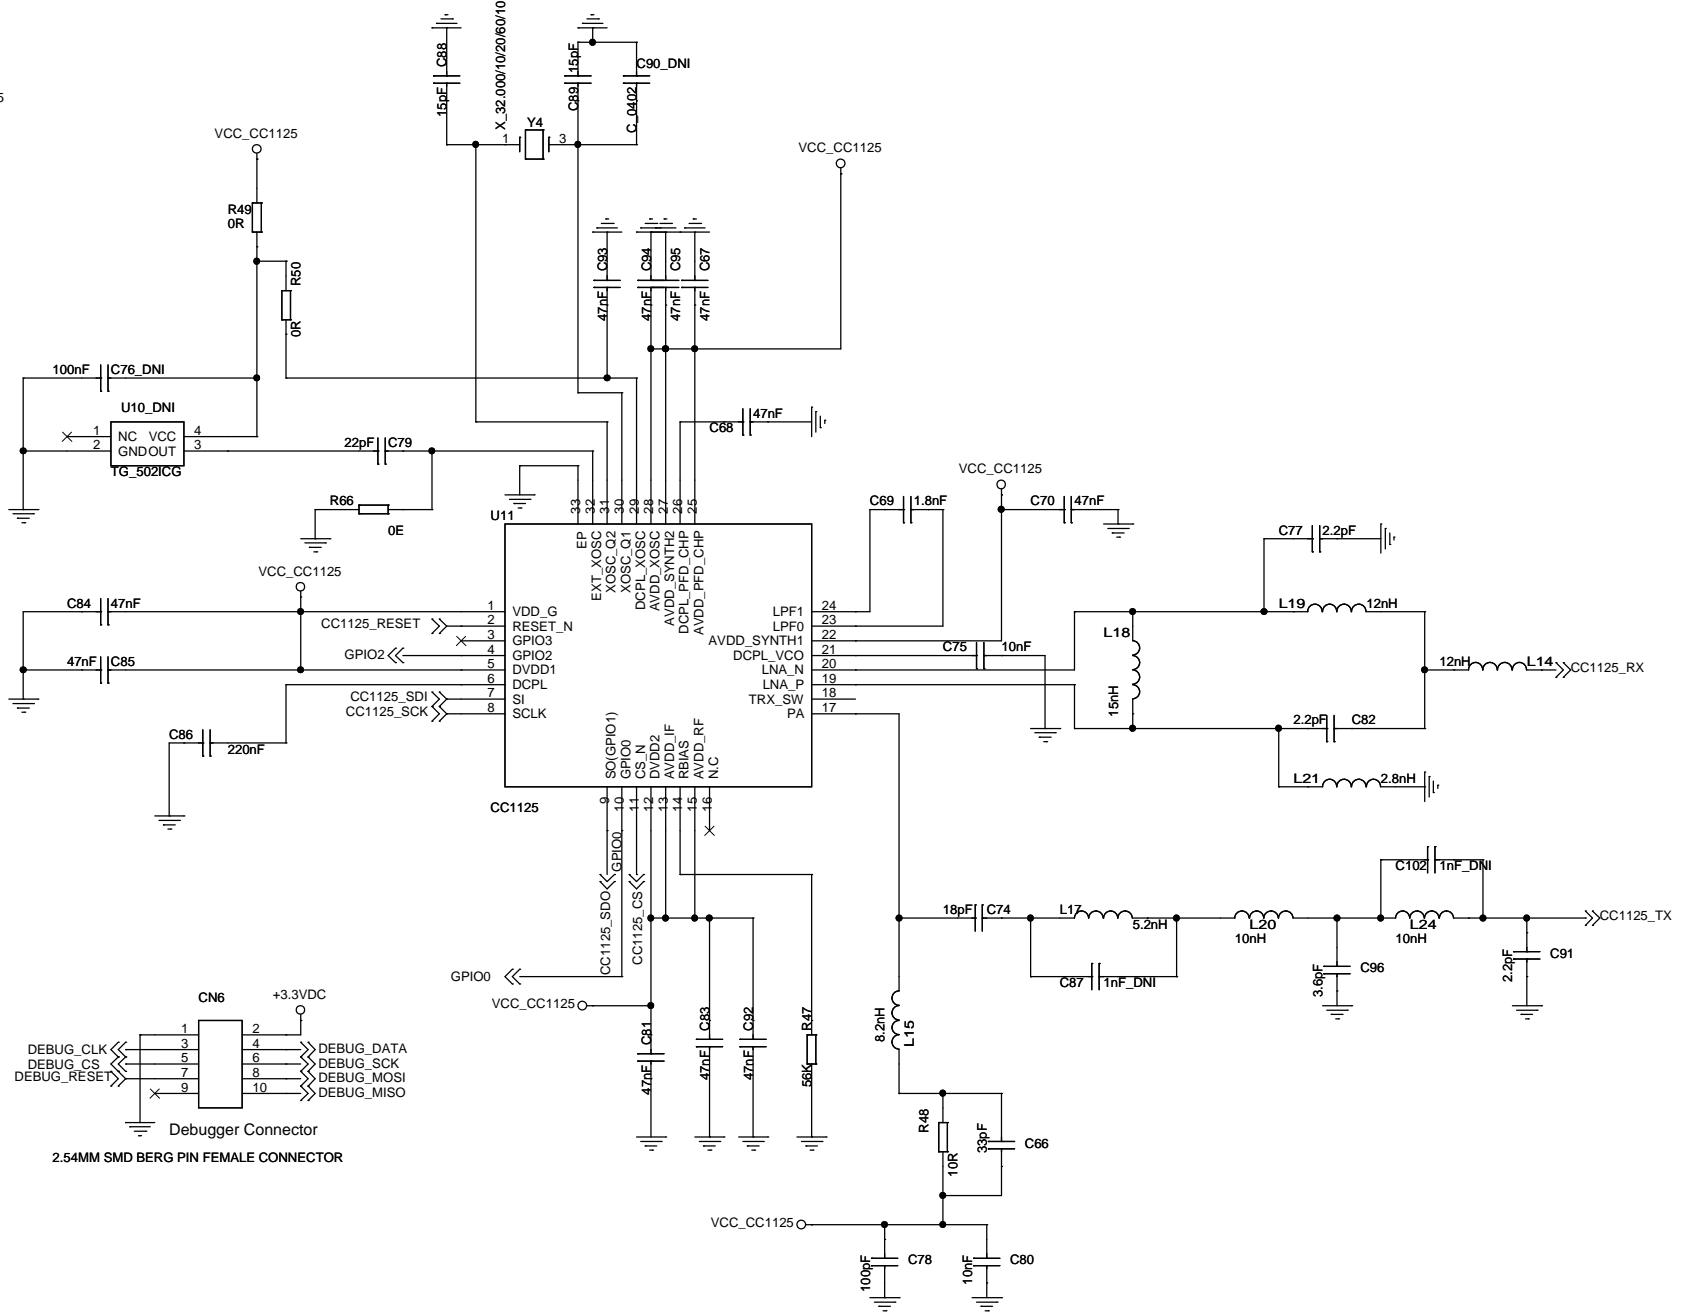 5
C88
15pF
X_32.000/10/20/60/10
Y4
1
3
15pF
C89
C90_DNI
C_0402
VCC_CC1125
R49
0R
R50
0R
VCC_CC1125
C93
47nF
C94
47nF
C95
47nF
C67
47nF
100nF
C76_DNI
U10_DNI
1
2
NC VCC
GNDOUT
4
3
TG_502ICG
22pF
C79
R66
0E
C68
47nF
VCC_CC1125
C69
1.8nF
C70
47nF
C77
2.2pF
U11
33
32
31
30
29
28
27
26
25
EP
EXT_XOSC
XOSC_Q2
XOSC_Q1
DCPL_XOSC
AVDD_XOSC
AVDD_SYNTH2
DCPL_PFD_CHP
AVDD_PFD_CHP
VCC_CC1125
C84
47nF
CC1125_RESET
GPIO2
47nF
C85
CC1125_SDI
CC1125_SCK
C86
220nF
1 VDD_G
2 RESET_N
3 GPIO3
4 GPIO2
5 DVDD1
6 DCPL
7 SI
8 SCLK
LPF1 24
LPF0 23
AVDD_SYNTH1 22
DCPL_VCO 21
LNA_N 20
LNA_P 19
TRX_SW 18
PA 17
C75
10nF
L18
15nH
L19
12nH
12nH
L14
CC1125_RX
2.2pF
C82
L21
2.8nH
SO(GPIO1)
GPIO0
CS_N
DVDD2
AVDD_IF
RBIAS
AVDD_RF
N.C
9
10
11
12
13
14
15
16
CC1125
CC1125_SDO
GPIO0
CC1125_CS
GPIO0
VCC_CC1125
C81
47nF
C83
47nF
C92
47nF
R47
56K
18pF
C74
L17
5.2nH
C87
1nF_DNI
L20
10nH
C102
1nF_DNI
L24
10nH
CC1125_TX
3.6pF
C96
2.2pF
C91
8.2nH
L15
R48
10R
33pF
C66
VCC_CC1125
100pF
C78
10nF
C80
CN6
+3.3VDC
1
2
DEBUG_CLK
3
4
DEBUG_DATA
DEBUG_CS
5
6
DEBUG_SCK
DEBUG_RESET
7
8
DEBUG_MOSI
9
10
DEBUG_MISO
Debugger Connector
2.54MM SMD BERG PIN FEMALE CONNECTOR